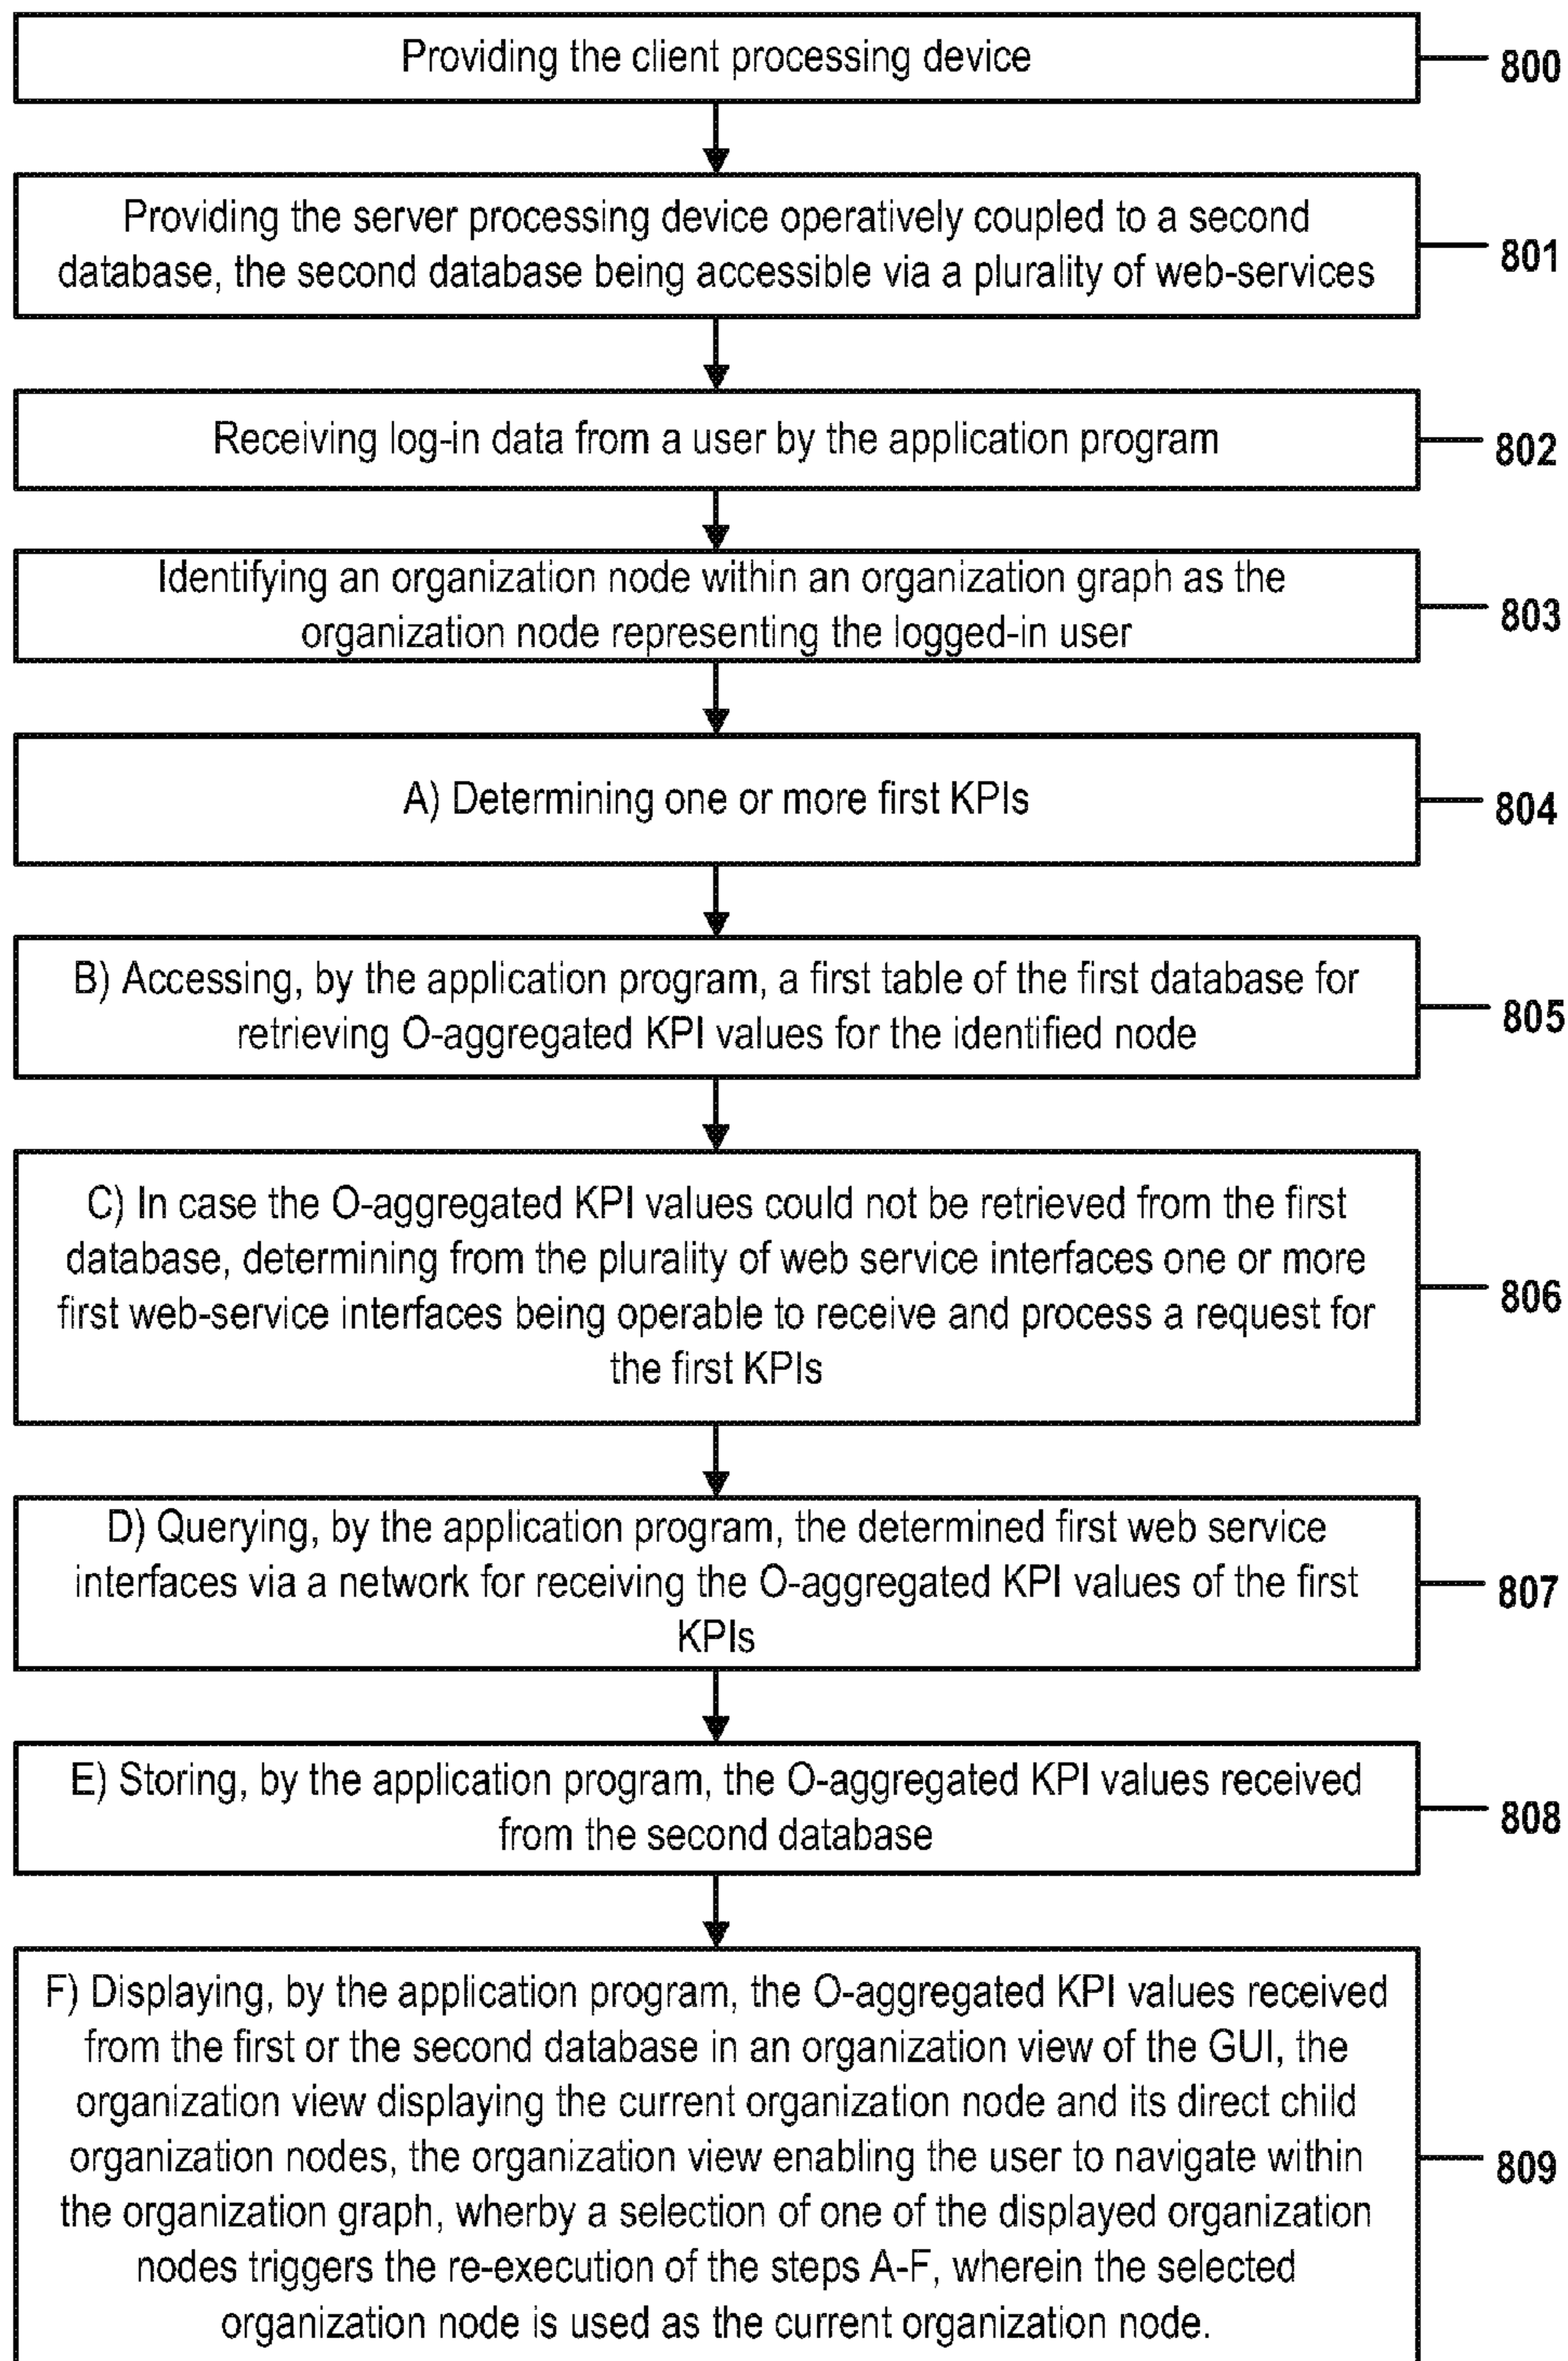 Providing the client processing device
800
Providing the server processing device operatively coupled to a second
database, the second database being accessible via a plurality of web-services
801
Receiving log-in data from a user by the application program
802
Identifying an organization node within an organization graph as the
organization node representing the logged-in user
803
A) Determining one or more first KPIs
804
B) Accessing, by the application program, a first table of the first database for
retrieving O-aggregated KPI values for the identified node
805
C) In case the O-aggregated KPI values could not be retrieved from the first
database, determining from the plurality of web service interfaces one or more
first web-service interfaces being operable to receive and process a request for
the first KPIs
806
D) Querying, by the application program, the determined first web service
interfaces via a network for receiving the O-aggregated KPI values of the first
KPIs
807
E) Storing, by the application program, the O-aggregated KPI values received
from the second database
808
F) Displaying, by the application program, the O-aggregated KPI values received
from the first or the second database in an organization view of the GUI, the
organization view displaying the current organization node and its direct child
organization nodes, the organization view enabling the user to navigate within
the organization graph, wherby a selection of one of the displayed organization
nodes triggers the re-execution of the steps A-F, wherein the selected
organization node is used as the current organization node.
809